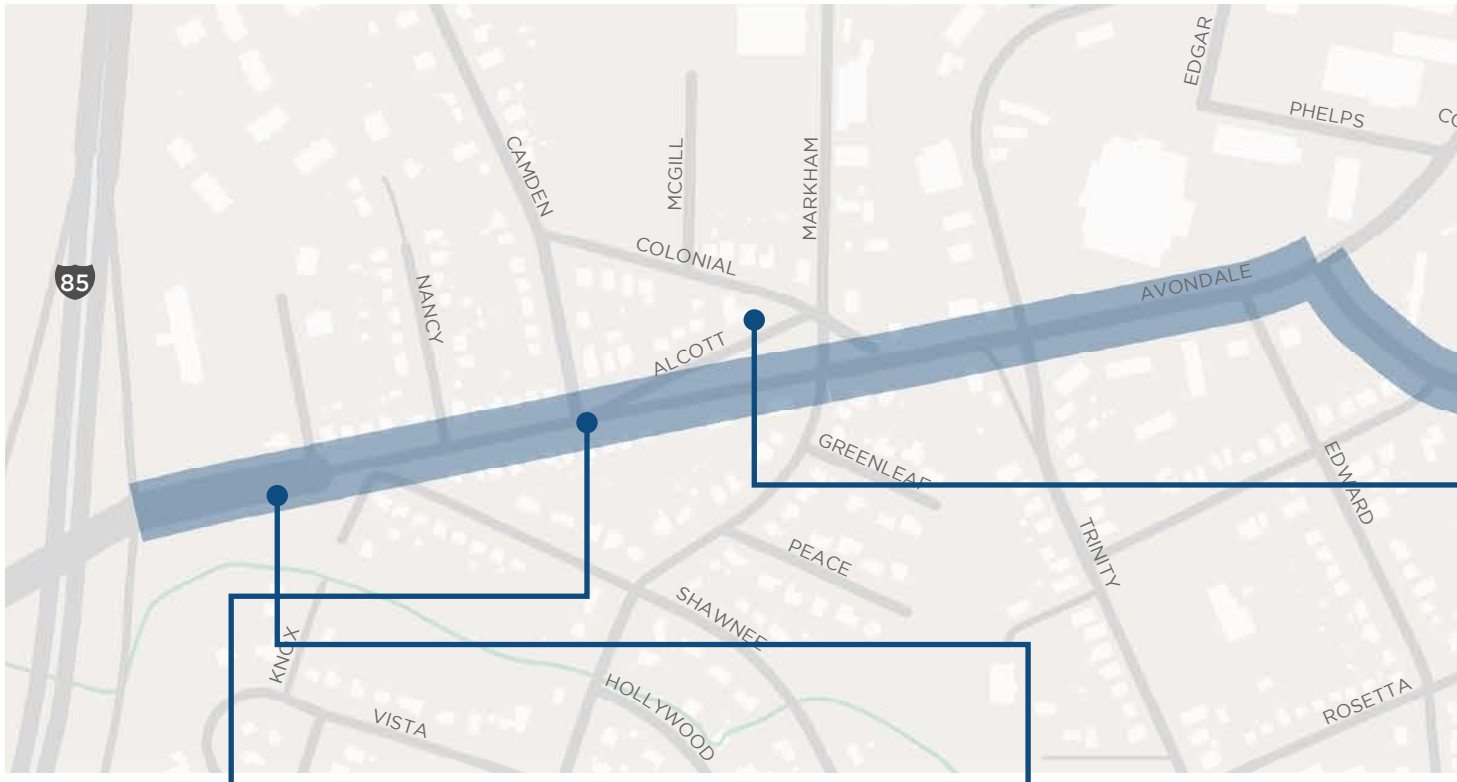 EDGAR
PHELPS
CO
CAMDEN
MCGILL
MARKHAM
COLONIAL
85
NANCY
AVONDALE
ALCOTT
GREENLEAF
EDWARD
TRINITY
PEACE
SHAWNEE
KNOX
HOLLYWOOD
ROSETTA
VISTA